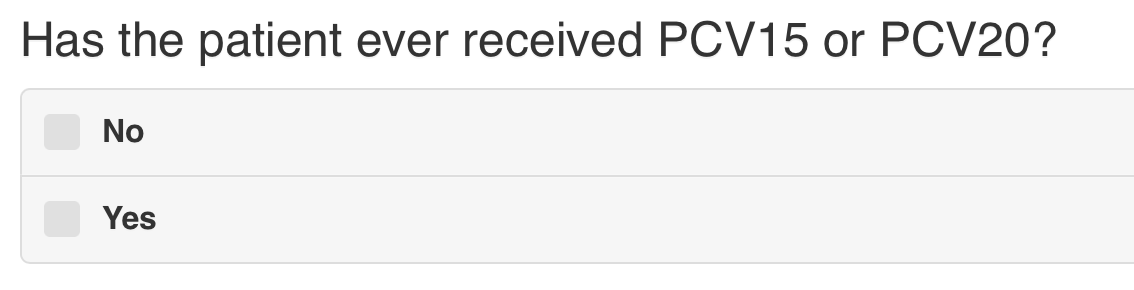 Has the patient ever received PCV15 or PCV20?
No
Yes